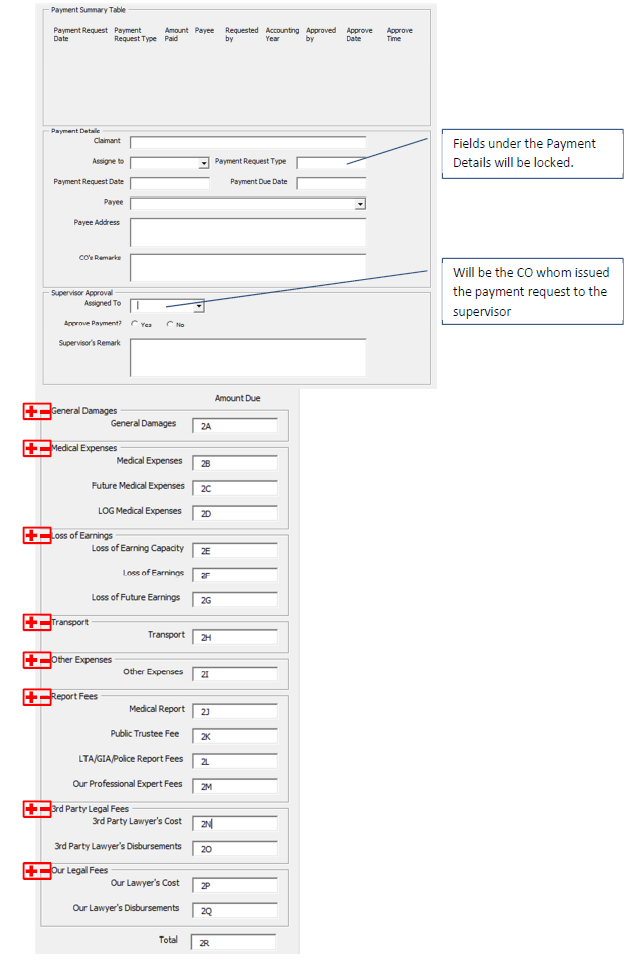 Payment Summary Table
Payment Request Date
Payment Request Type
Amount Paid
Payee
Requested by
Accounting Year
Approved by
Approve Date
Approve Time
Payment Details
Claimant
Assigne to
Payment Request Type
Payment Request Date
Payment Due Date
Payee
Payee Address
CO's Remarks
Fields under the Payment
Details will be locked.
Supervisor Approval
Assigned To
Approve Payment?
Yes
No
Supervisor's Remark
Will be the CO whom issued
the payment request to the
supervisor
Amount Due
General Damages
General Damages 2A
Medical Expenses
Medical Expenses 2B
Future Medical Expenses 2C
LOG Medical Expenses 2D
Loss of Earnings
Loss of Earning Capacity 2E
Loss of Earnings 2F
Loss of Future Earnings 2G
Transport
Transport 2H
Other Expenses
Other Expenses 2I
Report Fees
Medical Report 2J
Public Trustee Fee 2K
LTA/GIA/Police Report Fees 2L
Our Professional Expert Fees 2M
3rd Party Legal Fees
3rd Party Lawyer's Cost 2N
3rd Party Lawyer's Disbursements 2O
Our Legal Fees
Our Lawyer's Cost 2P
Our Lawyer's Disbursements 2Q
Total 2R